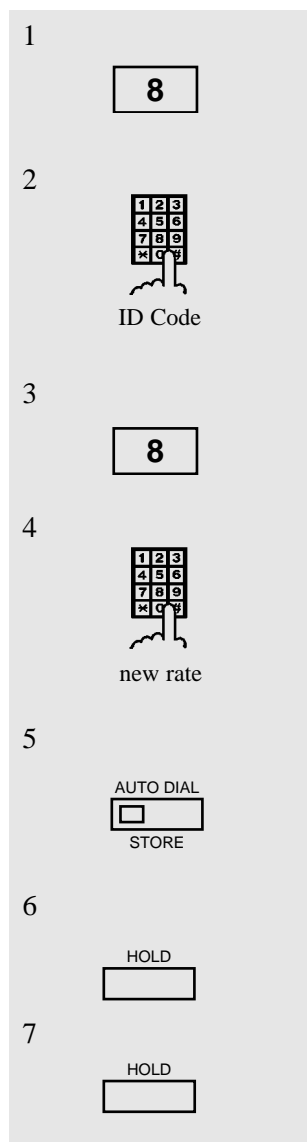 1
8
2
1 2 3
4 5 6
7 8 9
* 0 #
ID Code
3
8
4
1 2 3
4 5 6
7 8 9
* 0 #
new rate
5
AUTO DIAL
STORE
6
HOLD
7
HOLD